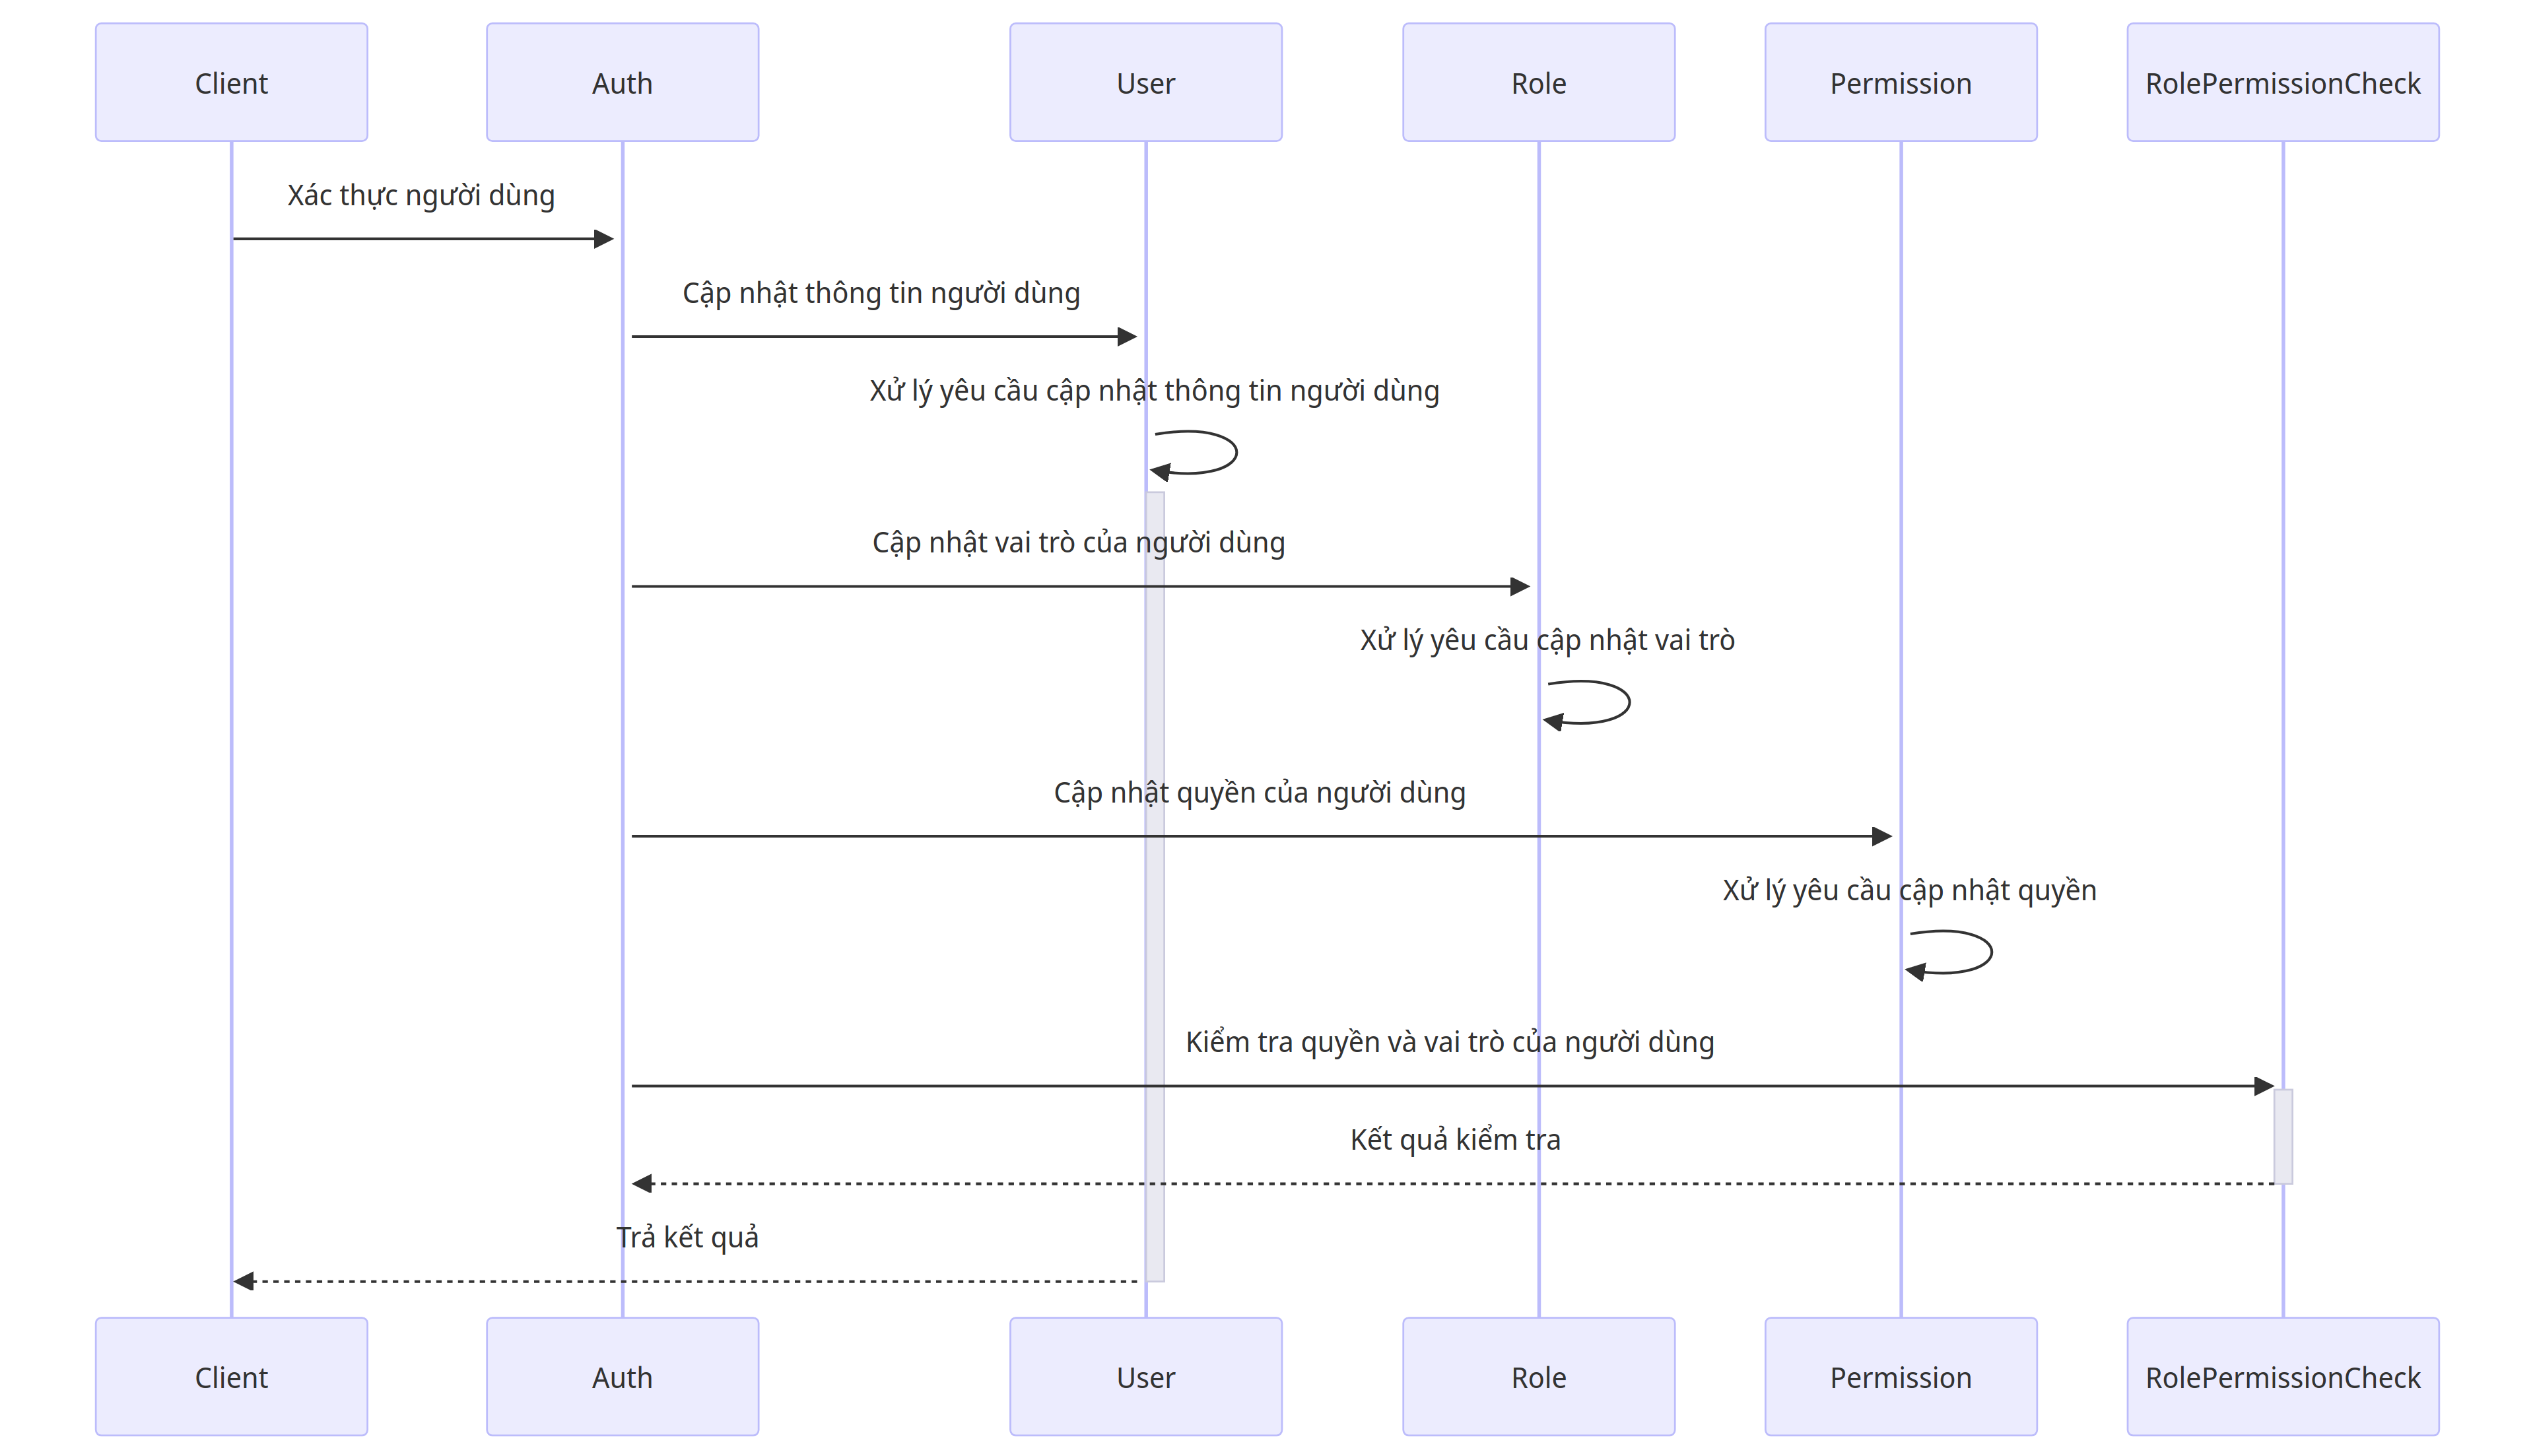 Client
Auth
User
Role
Permission
RolePermissionCheck
Xác thực người dùng
Cập nhật thông tin người dùng
Xử lý yêu cầu cập nhật thông tin người dùng
Cập nhật vai trò của người dùng
Xử lý yêu cầu cập nhật vai trò
Cập nhật quyền của người dùng
Xử lý yêu cầu cập nhật quyền
Kiểm tra quyền và vai trò của người dùng
Kết quả kiểm tra
Trả kết quả
Client
Auth
User
Role
Permission
RolePermissionCheck